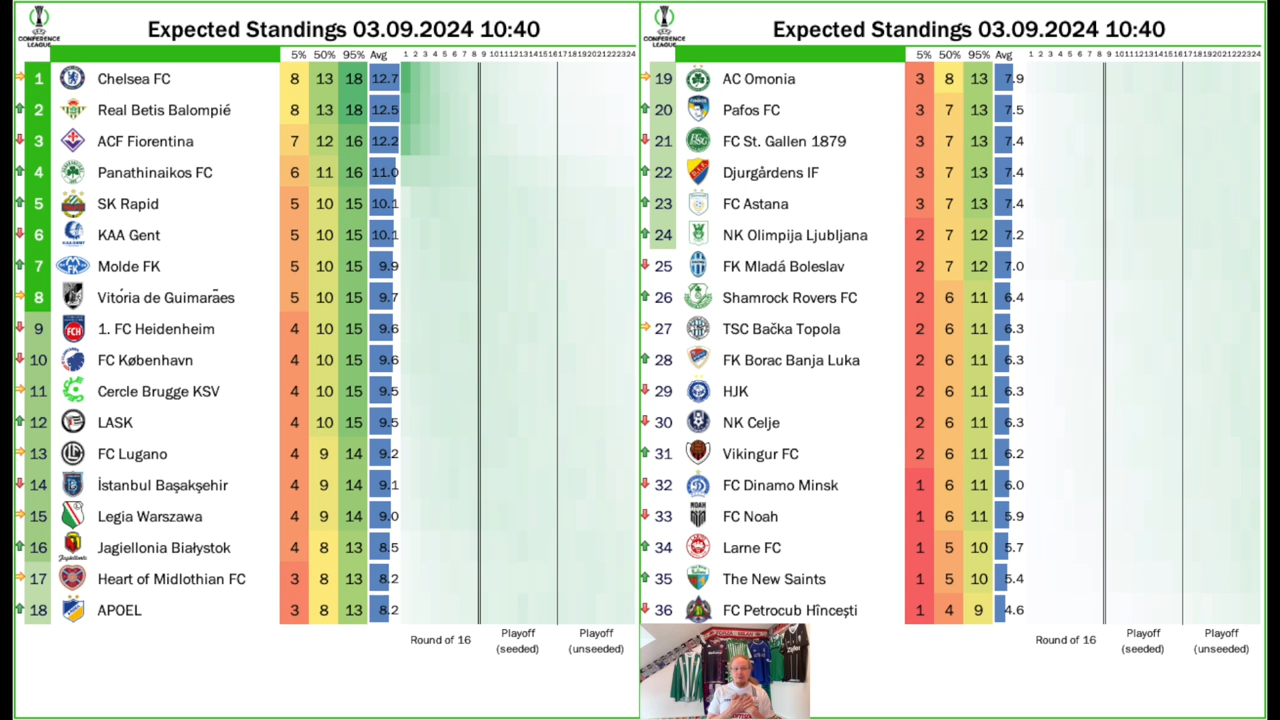 UEFA
CONFERENCE
LEAGUE
Expected Standings 03.09.2024 10:40
5% 50% 95% Avg 1 2 3 4 5 6 7 8 9 10 11 12 13 14 15 16 17 18 19 20 21 22 23 24
1 Chelsea FC 8 13 18 12.7
2 Real Betis Balompié 8 13 18 12.5
3 ACF Fiorentina 7 12 16 12.2
4 Panathinaikos FC 6 11 16 11.0
5 SK Rapid 5 10 15 10.1
6 KAA Gent 5 10 15 10.1
7 Molde FK 5 10 15 9.9
8 Vitória de Guimarães 5 10 15 9.7
9 1. FC Heidenheim 4 10 15 9.6
10 FC København 4 10 15 9.6
11 Cercle Brugge KSV 4 10 15 9.5
12 LASK 4 10 15 9.5
13 FC Lugano 4 9 14 9.2
14 İstanbul Başakşehir 4 9 14 9.1
15 Legia Warszawa 4 9 14 9.0
16 Jagiellonia Białystok 4 8 13 8.5
17 Heart of Midlothian FC 3 8 13 8.2
18 APOEL 3 8 13 8.2
Round of 16
Playoff
(seeded)
Playoff
(unseeded)
UEFA
CONFERENCE
LEAGUE
Expected Standings 03.09.2024 10:40
5% 50% 95% Avg 1 2 3 4 5 6 7 8 9 10 11 12 13 14 15 16 17 18 19 20 21 22 23 24
19 AC Omonia 3 8 13 7.9
20 Pafos FC 3 7 13 7.5
21 FC St. Gallen 1879 3 7 13 7.4
22 Djurgårdens IF 3 7 13 7.4
23 FC Astana 3 7 13 7.4
24 NK Olimpija Ljubljana 2 7 12 7.2
25 FK Mladá Boleslav 2 7 12 7.0
26 Shamrock Rovers FC 2 6 11 6.4
27 TSC Bačka Topola 2 6 11 6.3
28 FK Borac Banja Luka 2 6 11 6.3
29 HJK 2 6 11 6.3
30 NK Celje 2 6 11 6.3
31 Vikingur FC 2 6 11 6.2
32 FC Dinamo Minsk 1 6 11 6.0
33 FC Noah 1 6 11 5.9
34 Larne FC 1 5 10 5.7
35 The New Saints 1 5 10 5.4
36 FC Petrocub Hîncești 1 4 9 4.6
Round of 16
Playoff
(seeded)
Playoff
(unseeded)